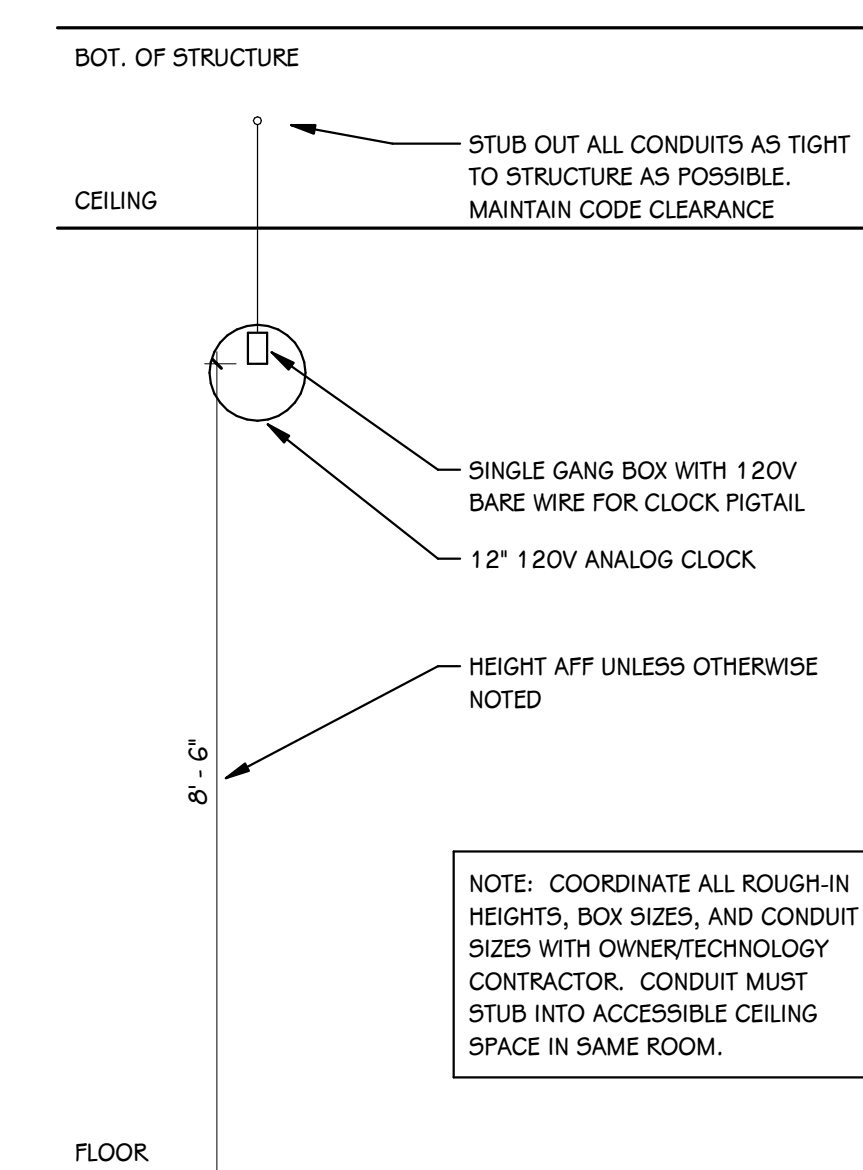 BOT. OF STRUCTURE
STUB OUT ALL CONDUITS AS TIGHT
TO STRUCTURE AS POSSIBLE.
MAINTAIN CODE CLEARANCE
CEILING
SINGLE GANG BOX WITH 120V
BARE WIRE FOR CLOCK PIGTAIL
12" 120V ANALOG CLOCK
HEIGHT AFF UNLESS OTHERWISE
NOTED
8' - 6"
NOTE: COORDINATE ALL ROUGH-IN
HEIGHTS, BOX SIZES, AND CONDUIT
SIZES WITH OWNER/TECHNOLOGY
CONTRACTOR. CONDUIT MUST
STUB INTO ACCESSIBLE CEILING
SPACE IN SAME ROOM.
FLOOR